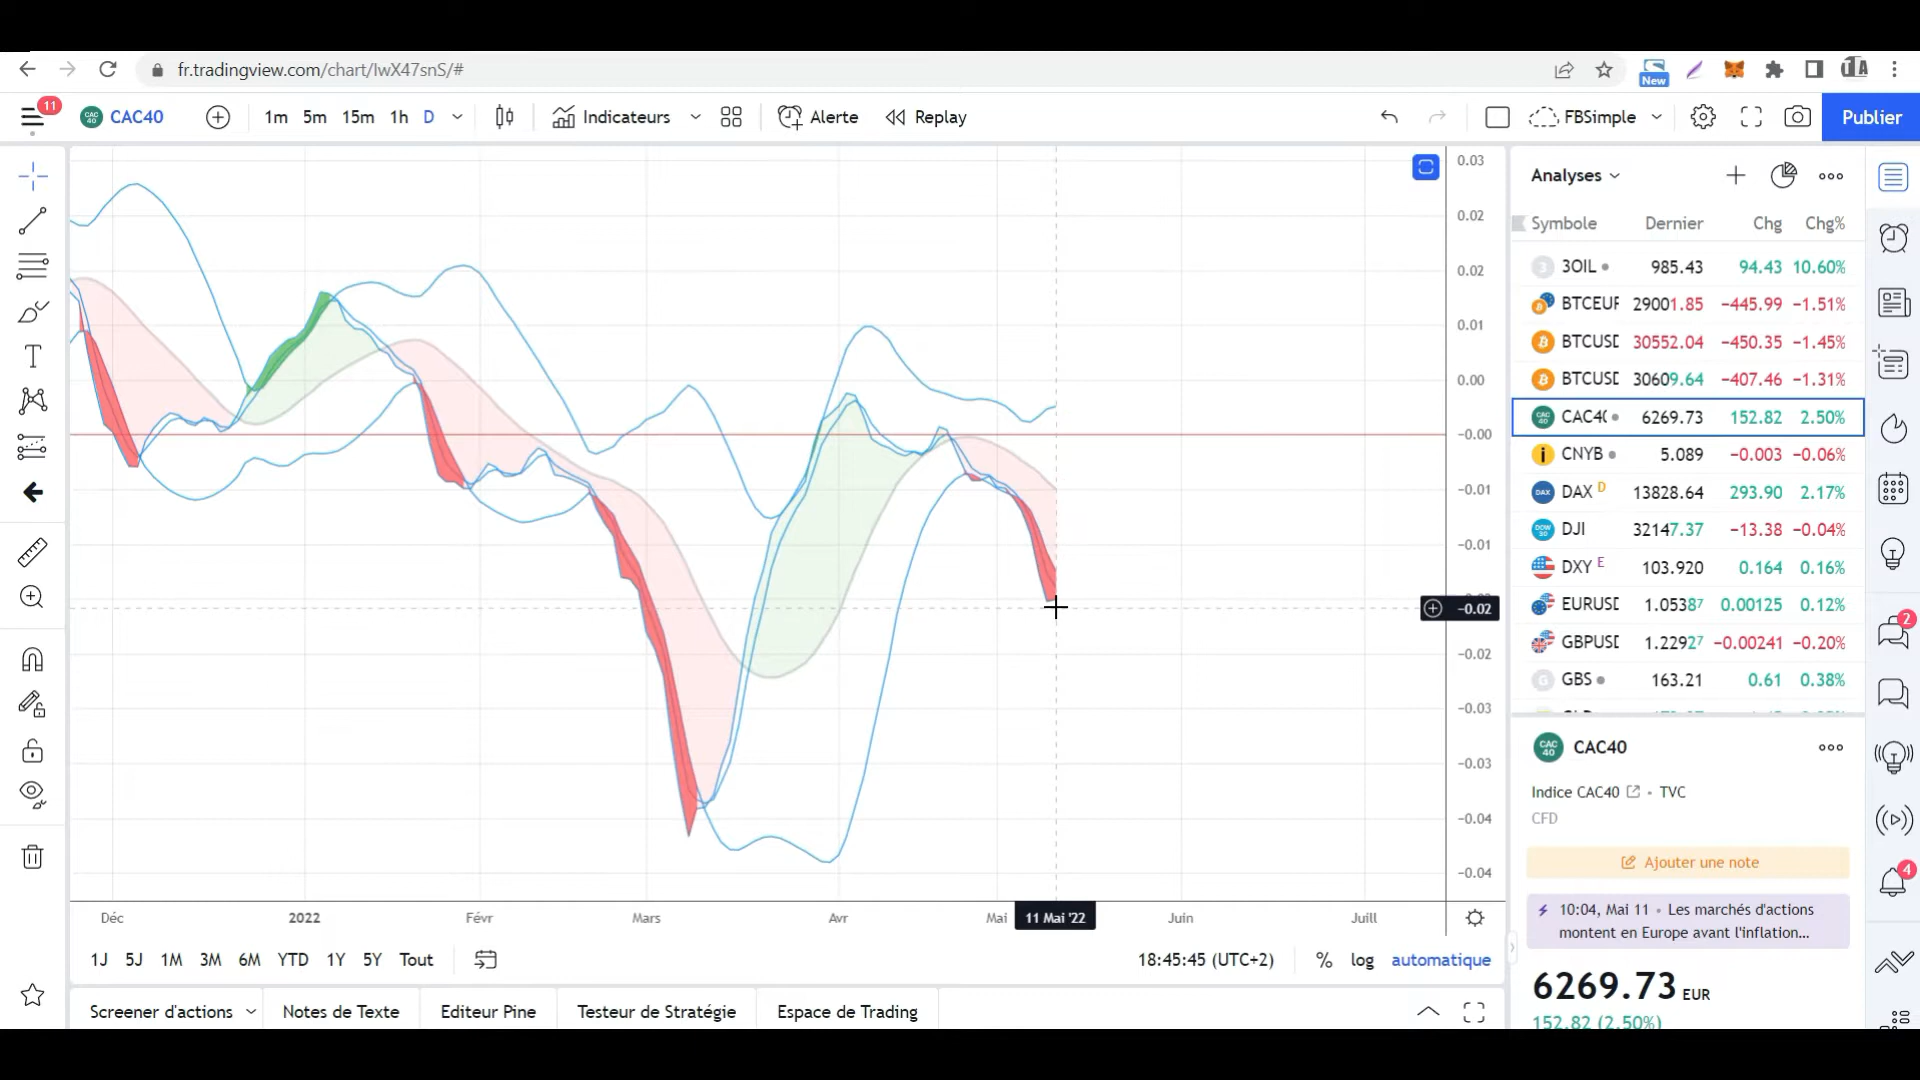 fr.tradingview.com/chart/IwX47snS/#
New
11
CAC40
1m 5m 15m 1h D
Indicateurs
Alerte
Replay
FBSimple
Publier
0.03
0.02
0.02
0.01
0.00
-0.00
-0.01
-0.01
-0.02
-0.02
-0.03
-0.03
-0.04
-0.04
Déc 2022 Févr Mars Avr Mai 11 Mai '22 Juin Juill
1J 5J 1M 3M 6M YTD 1Y 5Y Tout
18:45:45 (UTC+2) % log automatique
Screener d'actions Notes de Texte Editeur Pine Testeur de Stratégie Espace de Trading
Analyses
Symbole Dernier Chg Chg%
3OIL 985.43 94.43 10.60%
BTCEUF 29001.85 −445.99 −1.51%
BTCUSD 30552.04 −450.35 −1.45%
BTCUSD 30609.64 −407.46 −1.31%
CAC4( 6269.73 152.82 2.50%
CNYB 5.089 −0.003 −0.06%
DAX D 13828.64 293.90 2.17%
DJI 32147.37 −13.38 −0.04%
DXY E 103.920 0.164 0.16%
EURUSD 1.05387 0.00125 0.12%
GBPUSD 1.22927 −0.00241 −0.20%
GBS 163.21 0.61 0.38%
CAC40
Indice CAC40 • TVC
CFD
Ajouter une note
10:04, Mai 11 • Les marchés d'actions
montent en Europe avant l'inflation...
6269.73 EUR
152.82 (2.50%)
2
4